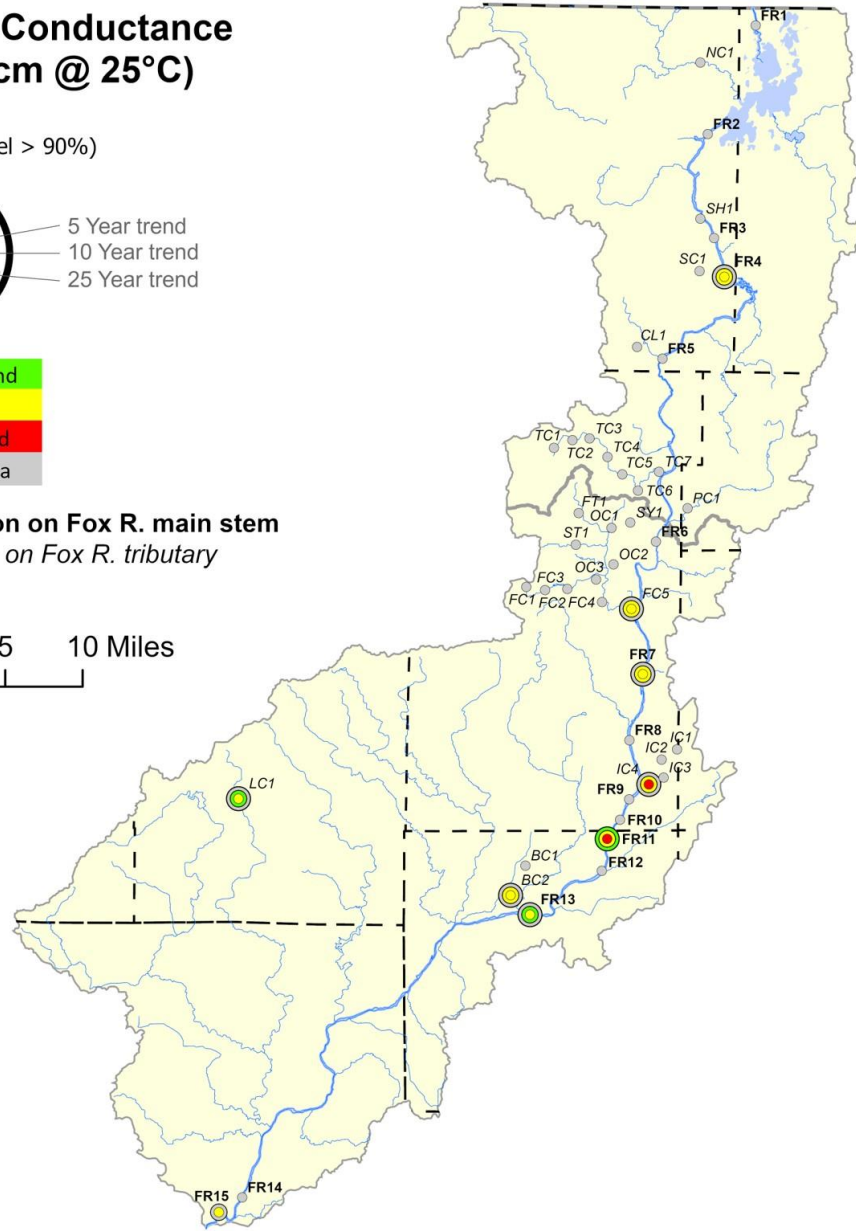 Conductance
cm @ 25°C)
el > 90%)
5 Year trend
10 Year trend
25 Year trend
nd
d
a
on on Fox R. main stem
on Fox R. tributary
5 10 Miles
FR1
NC1
FR2
SH1
FR3
SC1
FR4
CL1
FR5
TC1
TC3
TC2
TC4
TC5
TC7
TC6
PC1
FT1
OC1
SY1
ST1
FR6
OC2
OC3
FC3
FC1
FC2
FC4
FC5
FR7
FR8
IC1
IC2
IC4
IC3
LC1
FR9
FR10
FR11
BC1
FR12
BC2
FR13
FR14
FR15